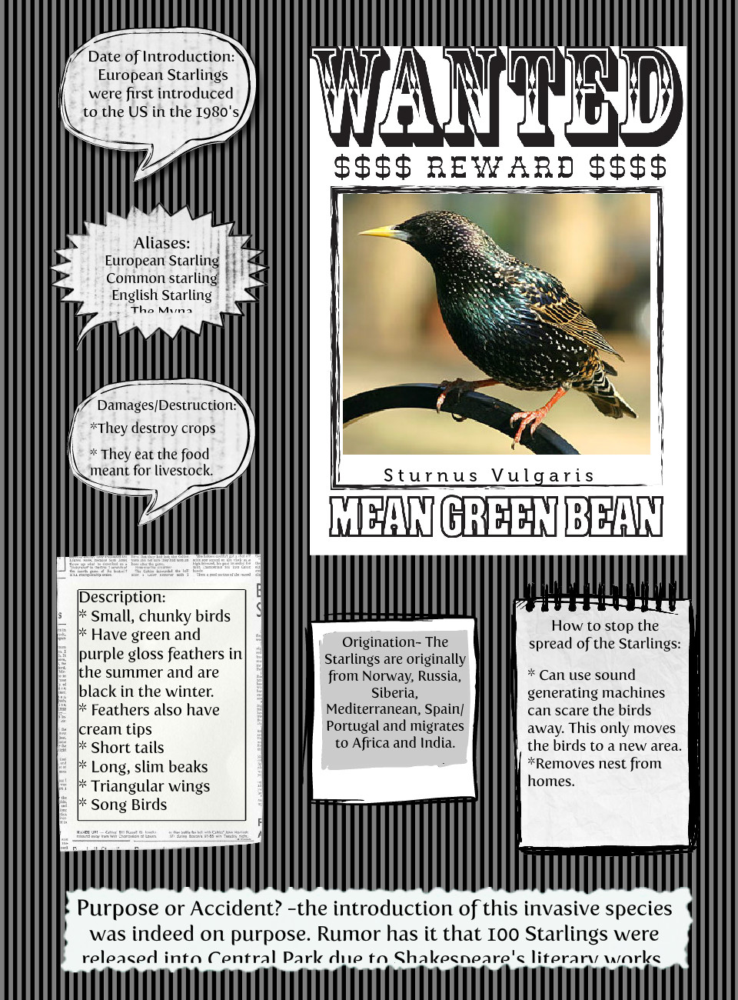 Date of Introduction:
European Starlings
were first introduced
to the US in the 1980's
WANTED
$$$$ REWARD $$$$
Aliases:
European Starling
Common starling
English Starling
The Myna
Sturnus Vulgaris
MEAN GREEN BEAN
Damages/Destruction:
*They destroy crops
* They eat the food
meant for livestock.
Description:
* Small, chunky birds
* Have green and
purple gloss feathers in
the summer and are
black in the winter.
* Feathers also have
cream tips
* Short tails
* Long, slim beaks
* Triangular wings
* Song Birds
Origination- The
Starlings are originally
from Norway, Russia,
Siberia,
Mediterranean, Spain/
Portugal and migrates
to Africa and India.
How to stop the
spread of the Starlings:
* Can use sound
generating machines
can scare the birds
away. This only moves
the birds to a new area.
*Removes nest from
homes.
Purpose or Accident? -the introduction of this invasive species
was indeed on purpose. Rumor has it that 100 Starlings were
released into Central Park due to Shakespeare's literary works